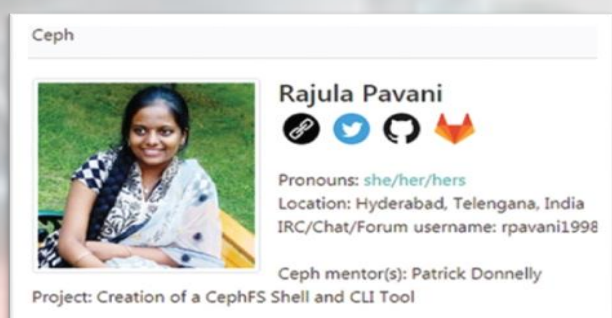 Ceph
Rajula Pavani
Pronouns: she/her/hers
Location: Hyderabad, Telengana, India
IRC/Chat/Forum username: rpavani1998
Ceph mentor(s): Patrick Donnelly
Project: Creation of a CephFS Shell and CLI Tool